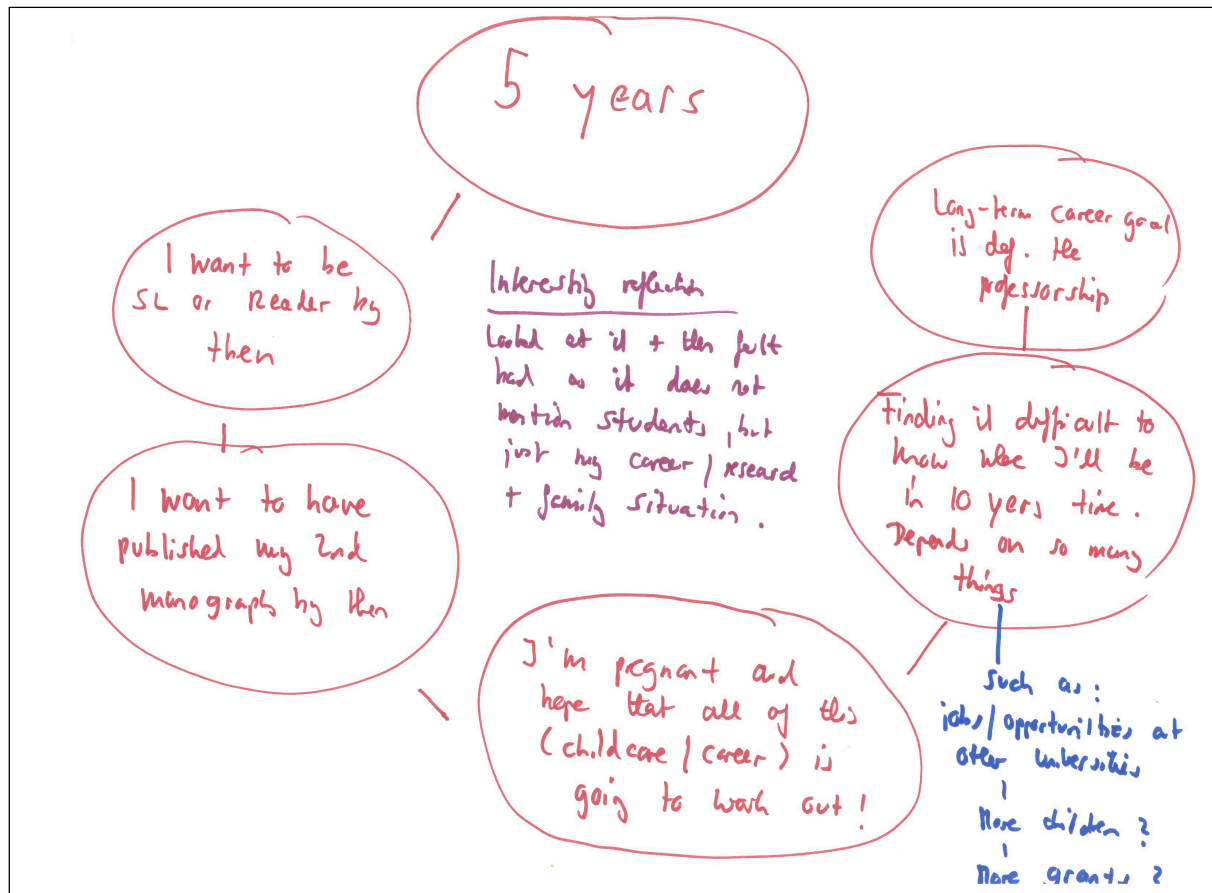 5 years
I want to be
SL or Reader by
then
I want to have
published my 2nd
monograph by then
I'm pregnant and
hope that all of this
(childcare / career) is
going to work out!
Finding it difficult to
know where I'll be
in 10 yers time.
Depends on so many
things
Long-term career goal
is def. the
professorship
such as:
jobs/opportunities at
other universities
More children?
More grants?
Interesting reflection
Looked at it + then felt
bad as it does not
mention students, but
just my career / research
+ family situation.